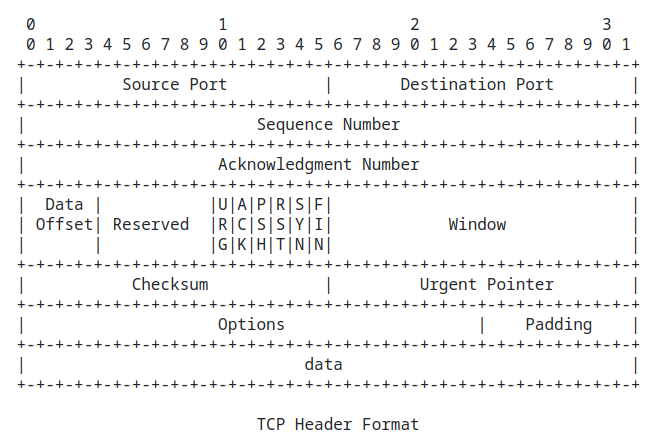 0                   1                   2                   3
 0 1 2 3 4 5 6 7 8 9 0 1 2 3 4 5 6 7 8 9 0 1 2 3 4 5 6 7 8 9 0 1
+-+-+-+-+-+-+-+-+-+-+-+-+-+-+-+-+-+-+-+-+-+-+-+-+-+-+-+-+-+-+-+-+
|          Source Port          |       Destination Port        |
+-+-+-+-+-+-+-+-+-+-+-+-+-+-+-+-+-+-+-+-+-+-+-+-+-+-+-+-+-+-+-+-+
|                        Sequence Number                        |
+-+-+-+-+-+-+-+-+-+-+-+-+-+-+-+-+-+-+-+-+-+-+-+-+-+-+-+-+-+-+-+-+
|                    Acknowledgment Number                      |
+-+-+-+-+-+-+-+-+-+-+-+-+-+-+-+-+-+-+-+-+-+-+-+-+-+-+-+-+-+-+-+-+
|  Data |           |U|A|P|R|S|F|                               |
| Offset| Reserved  |R|C|S|S|Y|I|            Window             |
|       |           |G|K|H|T|N|N|                               |
+-+-+-+-+-+-+-+-+-+-+-+-+-+-+-+-+-+-+-+-+-+-+-+-+-+-+-+-+-+-+-+-+
|           Checksum            |         Urgent Pointer        |
+-+-+-+-+-+-+-+-+-+-+-+-+-+-+-+-+-+-+-+-+-+-+-+-+-+-+-+-+-+-+-+-+
|                    Options                    |    Padding    |
+-+-+-+-+-+-+-+-+-+-+-+-+-+-+-+-+-+-+-+-+-+-+-+-+-+-+-+-+-+-+-+-+
|                             data                              |
+-+-+-+-+-+-+-+-+-+-+-+-+-+-+-+-+-+-+-+-+-+-+-+-+-+-+-+-+-+-+-+-+
                         TCP Header Format